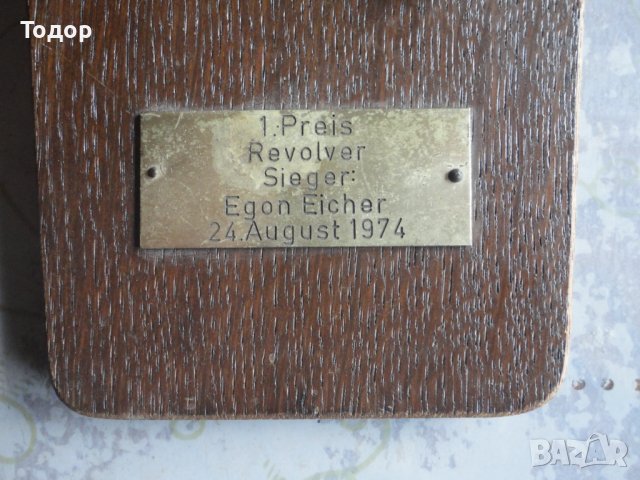 Тодор
1.Preis
Revolver
Sieger:
Egon Eicher
24.August 1974
BAZAR